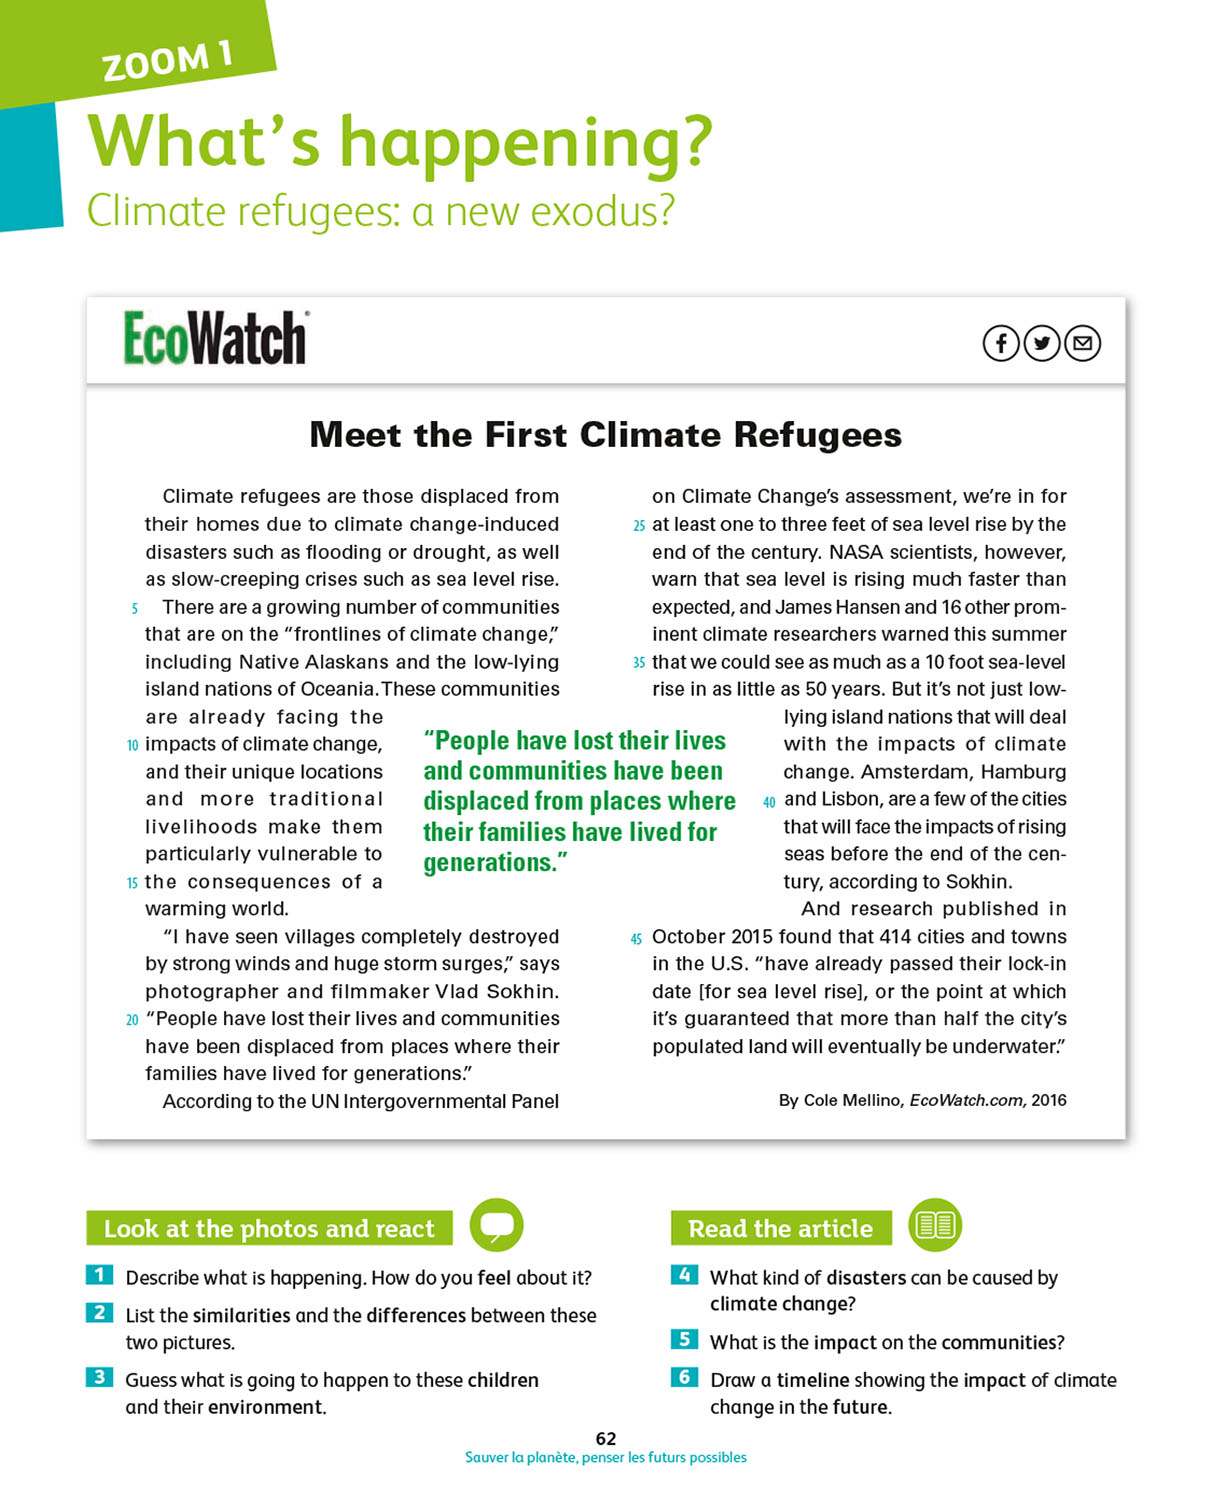 ZOOM 1
What's happening?
Climate refugees: a new exodus?
EcoWatch®
Meet the First Climate Refugees
Climate refugees are those displaced from
their homes due to climate change-induced
disasters such as flooding or drought, as well
as slow-creeping crises such as sea level rise.
5 There are a growing number of communities
that are on the “frontlines of climate change,”
including Native Alaskans and the low-lying
island nations of Oceania. These communities
are already facing the
10 impacts of climate change,
and their unique locations
and more traditional
livelihoods make them
particularly vulnerable to
15 the consequences of a
warming world.
“I have seen villages completely destroyed
by strong winds and huge storm surges,” says
photographer and filmmaker Vlad Sokhin.
20 “People have lost their lives and communities
have been displaced from places where their
families have lived for generations.”
According to the UN Intergovernmental Panel
“People have lost their lives
and communities have been
displaced from places where
their families have lived for
generations.”
on Climate Change’s assessment, we’re in for
25 at least one to three feet of sea level rise by the
end of the century. NASA scientists, however,
warn that sea level is rising much faster than
expected, and James Hansen and 16 other prom-
inent climate researchers warned this summer
35 that we could see as much as a 10 foot sea-level
rise in as little as 50 years. But it’s not just low-
lying island nations that will deal
with the impacts of climate
change. Amsterdam, Hamburg
40 and Lisbon, are a few of the cities
that will face the impacts of rising
seas before the end of the cen-
tury, according to Sokhin.
And research published in
45 October 2015 found that 414 cities and towns
in the U.S. “have already passed their lock-in
date [for sea level rise], or the point at which
it’s guaranteed that more than half the city’s
populated land will eventually be underwater.”
By Cole Mellino, EcoWatch.com, 2016
Look at the photos and react
1 Describe what is happening. How do you feel about it?
2 List the similarities and the differences between these
two pictures.
3 Guess what is going to happen to these children
and their environment.
Read the article
4 What kind of disasters can be caused by
climate change?
5 What is the impact on the communities?
6 Draw a timeline showing the impact of climate
change in the future.
62
Sauver la planète, penser les futurs possibles